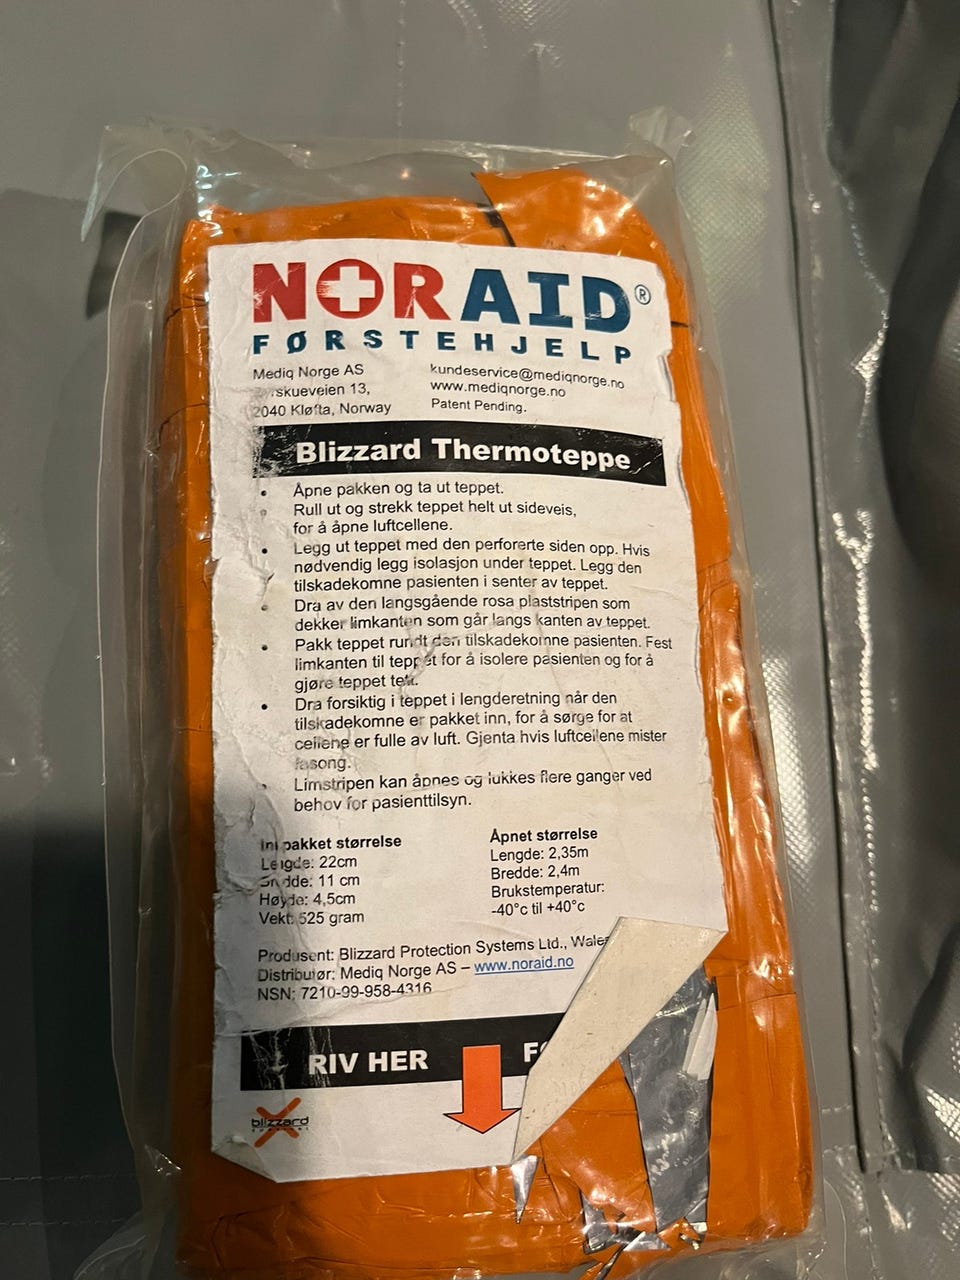 NORAID®
FØRSTEHJELP
Mediq Norge AS
13,
2040 Kløfta, Norway
kundeservice@mediqnorge.no
www.mediqnorge.no
Patent Pending.
Blizzard Thermoteppe
• Åpne pakken og ta ut teppet.
• Rull ut og strekk teppet helt ut sideveis,
for å åpne luftcellene.
• Legg ut teppet med den perforerte siden opp. Hvis
nødvendig legg isolasjon under teppet. Legg den
tilskadekomne pasienten i senter av teppet.
• Dra av den langsgående rosa plaststripen som
dekker limkanten som går langs kanten av teppet.
• Pakk teppet rundt den tilskadekomne pasienten. Fest
limkanten til teppet for å isolere pasienten og for å
gjøre teppet tett.
• Dra forsiktig i teppet i lengderetning når den
tilskadekomne er pakket inn, for å sørge for at
cellene er fulle av luft. Gjenta hvis luftcellene mister
fasong.
• Limstripen kan åpnes og lukkes flere ganger ved
behov for pasienttilsyn.
Innpakket størrelse
Lengde: 22cm
Bredde: 11 cm
Høyde: 4,5cm
Vekt: 525 gram
Åpnet størrelse
Lengde: 2,35m
Bredde: 2,4m
Brukstemperatur:
-40°c til +40°c
Produsent: Blizzard Protection Systems Ltd., Wales
Distributør: Mediq Norge AS – www.noraid.no
NSN: 7210-99-958-4316
RIV HER
blizzard